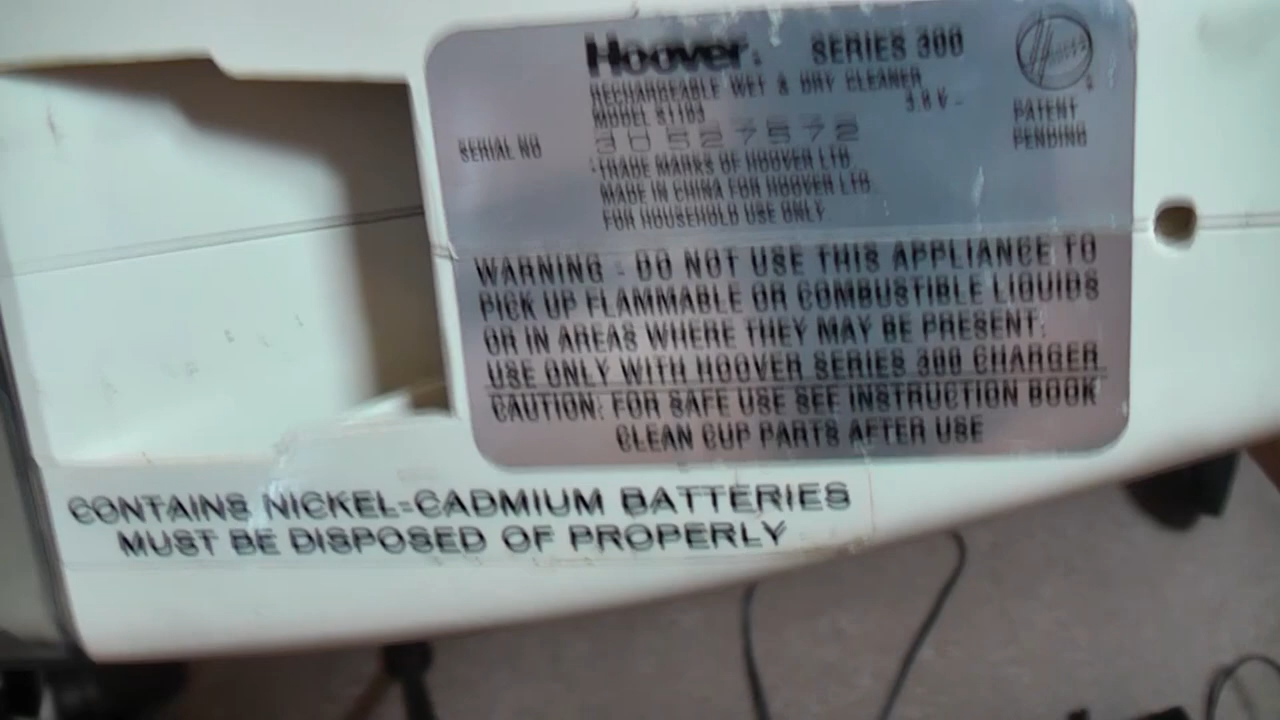 Hoover. SERIES 300
RECHARGEABLE WET & DRY CLEANER
MODEL S1103
SERIAL NO 30527572
PATENT
PENDING
TRADE MARKS OF HOOVER LTD.
MADE IN CHINA FOR HOOVER LTD.
FOR HOUSEHOLD USE ONLY
WARNING - DO NOT USE THIS APPLIANCE TO
PICK UP FLAMMABLE OR COMBUSTIBLE LIQUIDS
OR IN AREAS WHERE THEY MAY BE PRESENT.
USE ONLY WITH HOOVER SERIES 300 CHARGER
CAUTION: FOR SAFE USE SEE INSTRUCTION BOOK
CLEAN CUP PARTS AFTER USE
CONTAINS NICKEL-CADMIUM BATTERIES
MUST BE DISPOSED OF PROPERLY